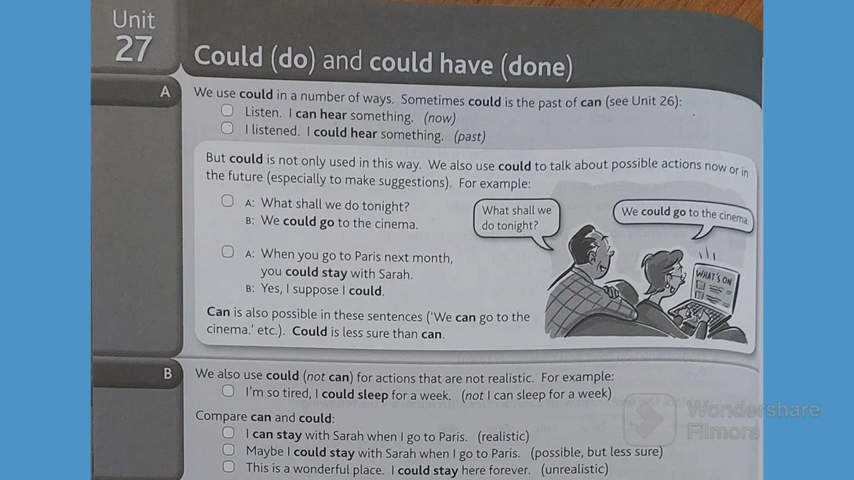 Unit
27
Could (do) and could have (done)
A
We use could in a number of ways. Sometimes could is the past of can (see Unit 26):
Listen. I can hear something. (now)
I listened. I could hear something. (past)
But could is not only used in this way. We also use could to talk about possible actions now or in
the future (especially to make suggestions). For example:
A: What shall we do tonight?
B: We could go to the cinema.
A: When you go to Paris next month,
you could stay with Sarah.
B: Yes, I suppose I could.
Can is also possible in these sentences ('We can go to the
cinema.' etc.). Could is less sure than can.
What shall we
do tonight?
We could go to the cinema.
WHAT'S ON
B
We also use could (not can) for actions that are not realistic. For example:
I'm so tired, I could sleep for a week. (not I can sleep for a week)
Compare can and could:
I can stay with Sarah when I go to Paris. (realistic)
Maybe I could stay with Sarah when I go to Paris. (possible, but less sure)
This is a wonderful place. I could stay here forever. (unrealistic)
Wondershare
Filmora